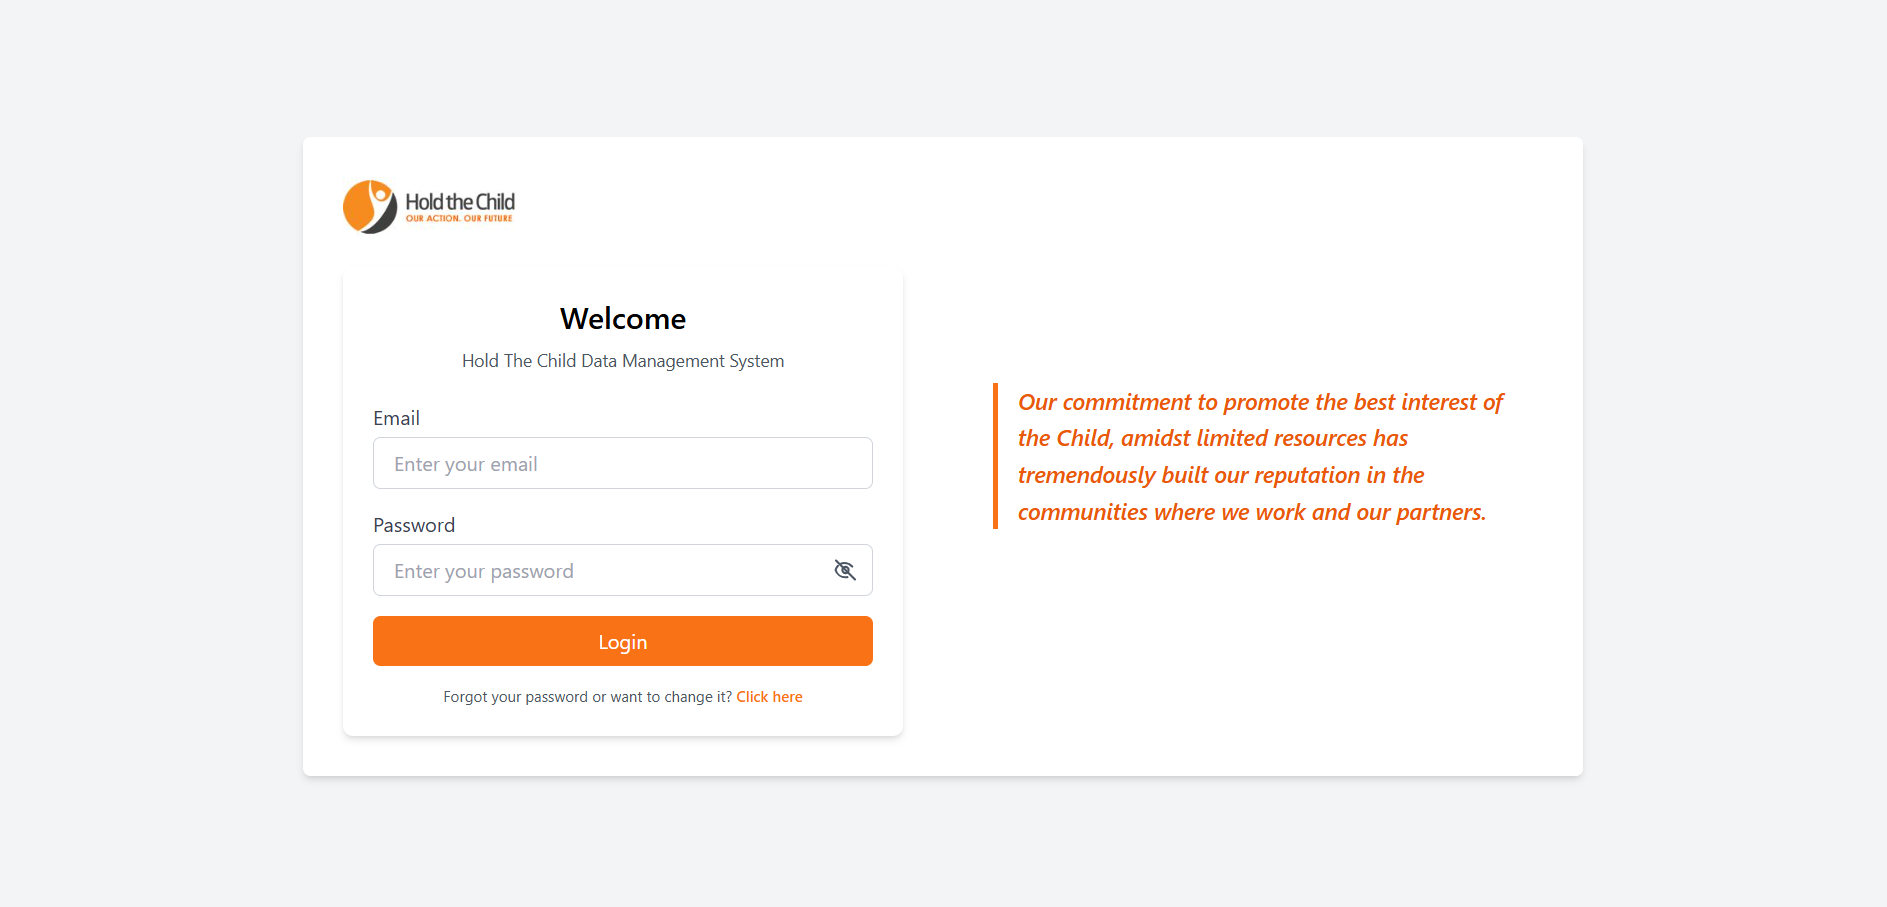 Hold the Child
OUR ACTION. OUR FUTURE
Welcome
Hold The Child Data Management System
Email
Enter your email
Password
Enter your password
Login
Forgot your password or want to change it? Click here
Our commitment to promote the best interest of
the Child, amidst limited resources has
tremendously built our reputation in the
communities where we work and our partners.